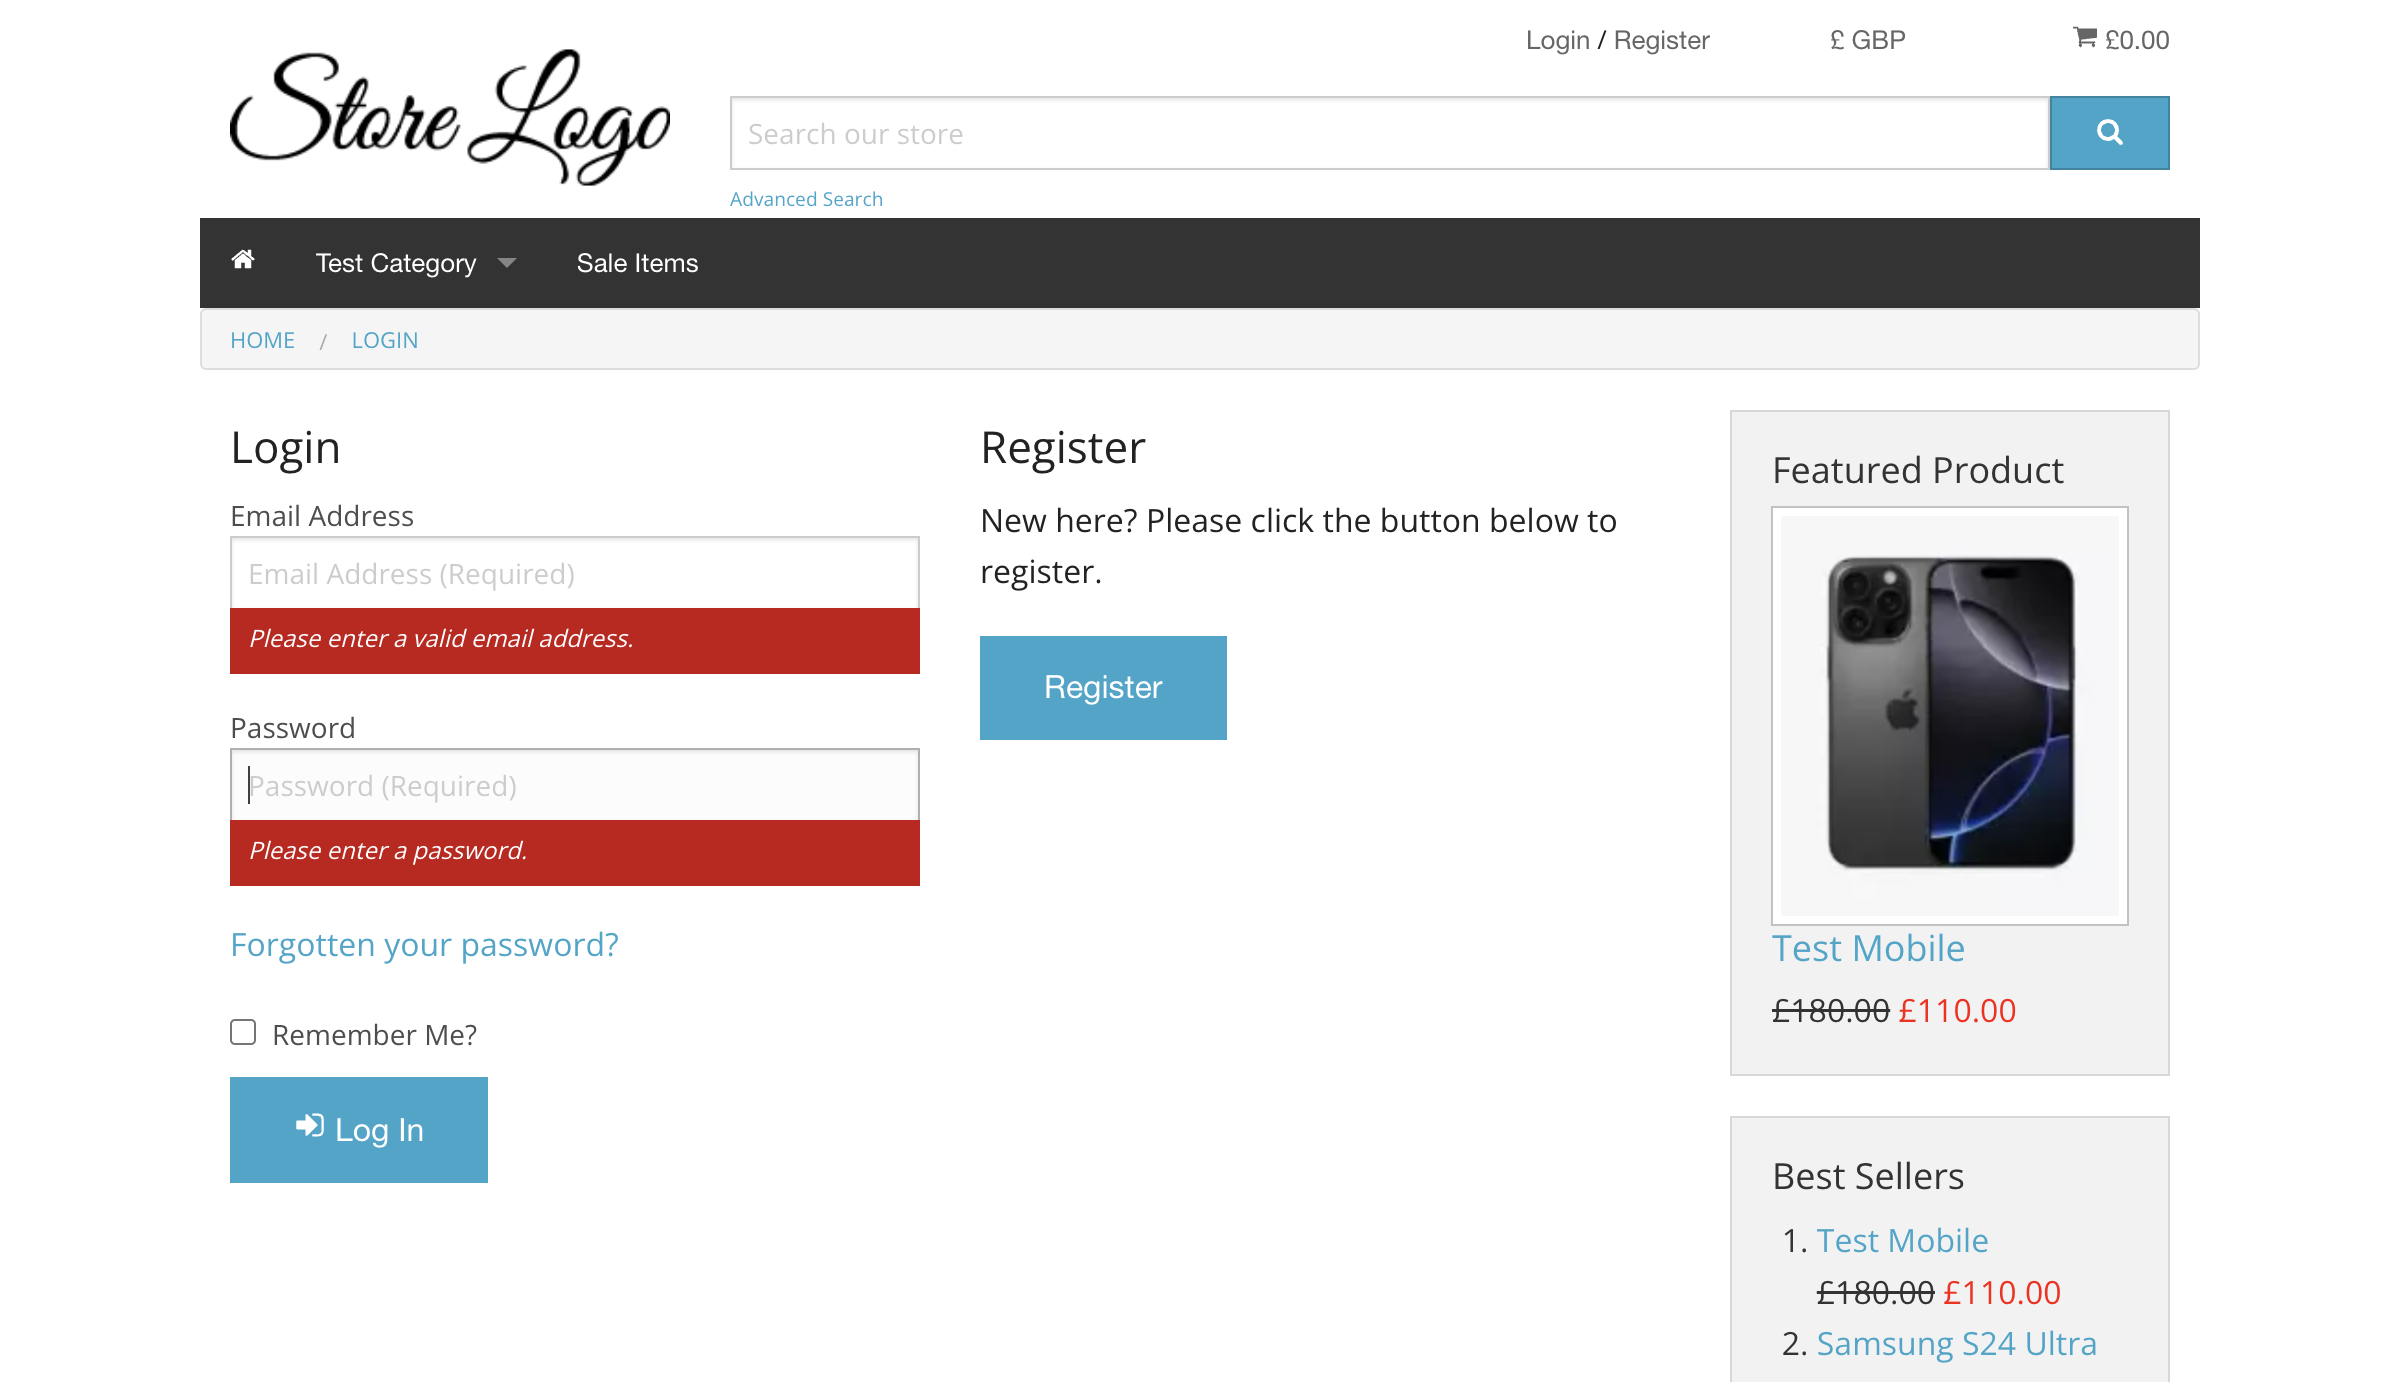 Store Logo
Login / Register
£ GBP
£0.00
Search our store
Advanced Search
Test Category
Sale Items
HOME / LOGIN
Login
Email Address
Email Address (Required)
Please enter a valid email address.
Password
Password (Required)
Please enter a password.
Forgotten your password?
Remember Me?
Log In
Register
New here? Please click the button below to
register.
Register
Featured Product
Test Mobile
£180.00 £110.00
Best Sellers
1. Test Mobile
£180.00 £110.00
2. Samsung S24 Ultra